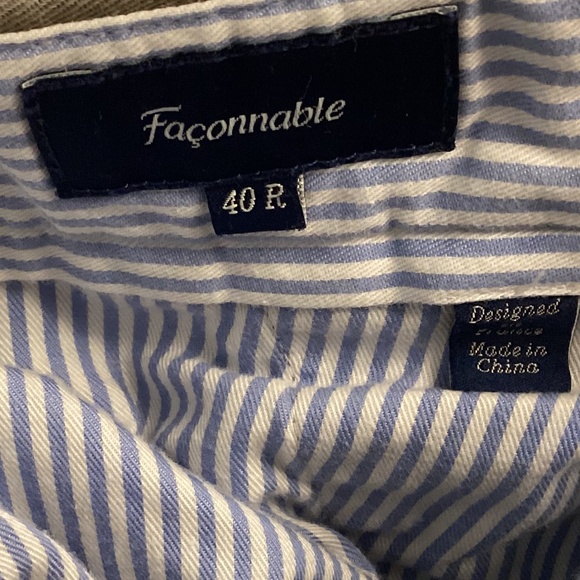 Façonnable
40 R
Designed
Made in
China